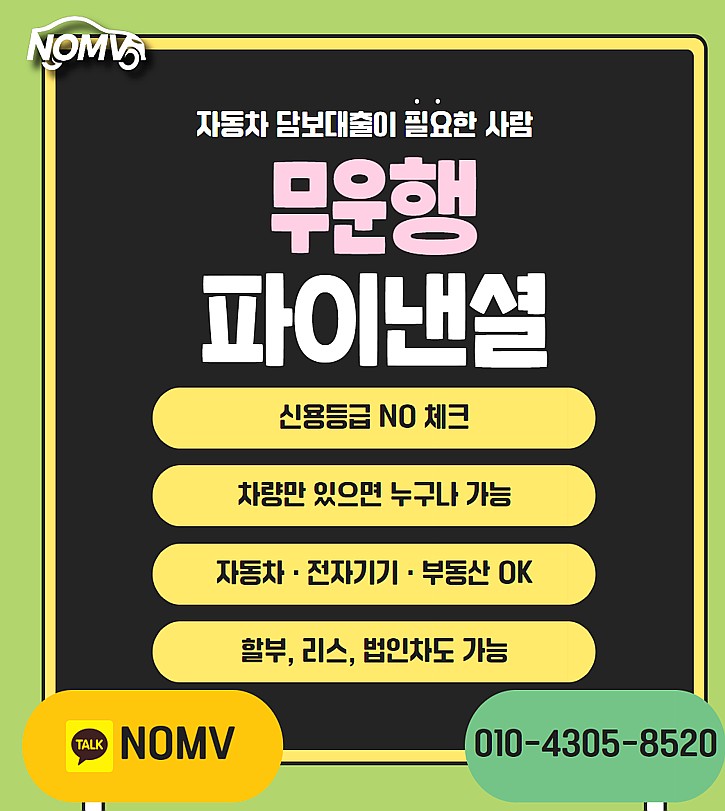 NOMV
자동차 담보대출이 필요한 사람
무운행
파이낸셜
신용등급 NO 체크
차량만 있으면 누구나 가능
자동차 · 전자기기 · 부동산 OK
할부, 리스, 법인차도 가능
TALK NOMV
010-4305-8520